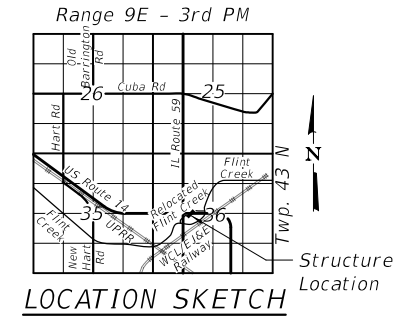 Range 9E - 3rd PM
Old
Barrington
Rd
26
Cuba Rd
25
Hart Rd
IL Route 59
Flint
Creek
N
Twp. 43 N
US Route 14
Relocated
Flint Creek
35
36
Flint
Creek
UPRR
New
Hart
Rd
WCL/EJ&E
Railway
Structure
Location
LOCATION SKETCH